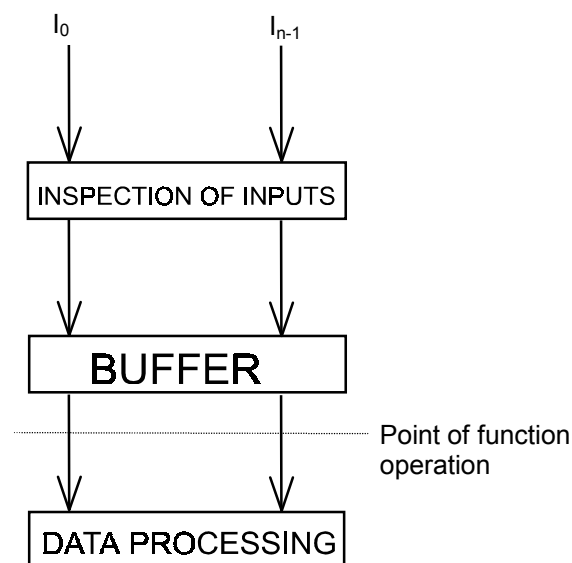 I0 In-1
INSPECTION OF INPUTS
BUFFER
Point of function
operation
DATA PROCESSING